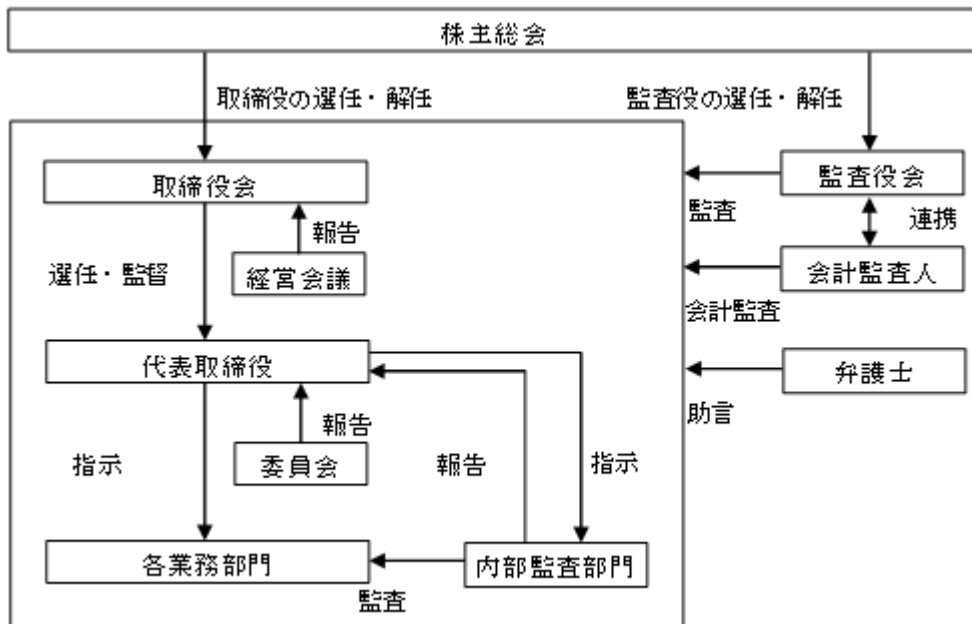 株主総会
取締役の選任・解任
監査役の選任・解任
取締役会
監査役会
監査
報告
連携
選任・監督
経営会議
会計監査人
会計監査
代表取締役
弁護士
助言
報告
指示
委員会
報告
指示
各業務部門
内部監査部門
監査